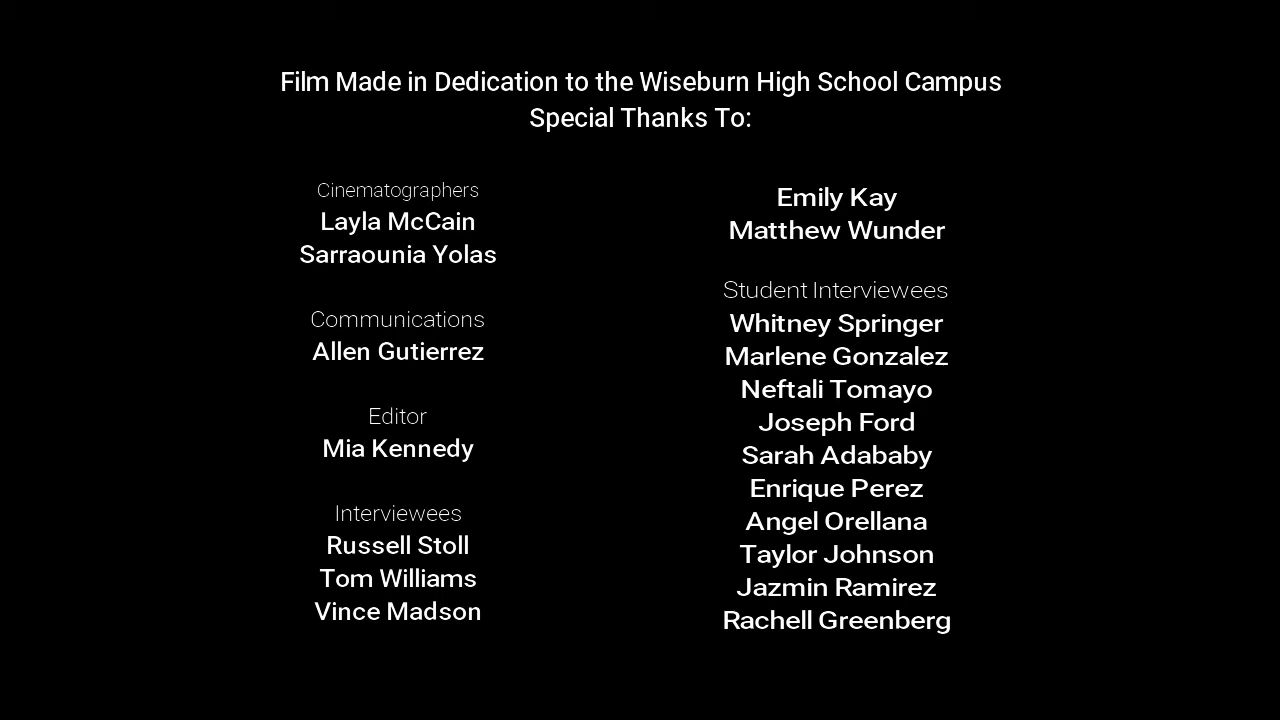 Film Made in Dedication to the Wiseburn High School Campus
Special Thanks To:
Cinematographers
Layla McCain
Sarraounia Yolas
Communications
Allen Gutierrez
Editor
Mia Kennedy
Interviewees
Russell Stoll
Tom Williams
Vince Madson
Emily Kay
Matthew Wunder
Student Interviewees
Whitney Springer
Marlene Gonzalez
Neftali Tomayo
Joseph Ford
Sarah Adababy
Enrique Perez
Angel Orellana
Taylor Johnson
Jazmin Ramirez
Rachell Greenberg